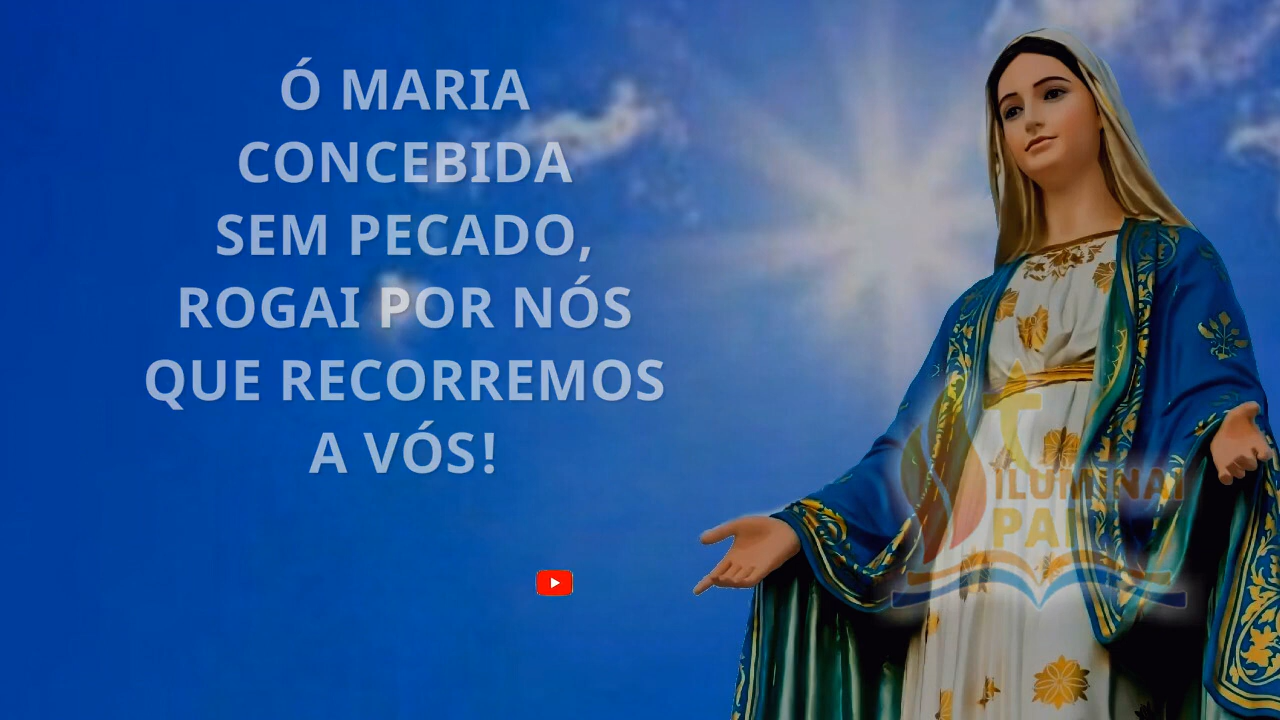 Ó MARIA
CONCEBIDA
SEM PECADO,
ROGAI POR NÓS
QUE RECORREMOS
A VÓS!
ILUMINAI
PAI